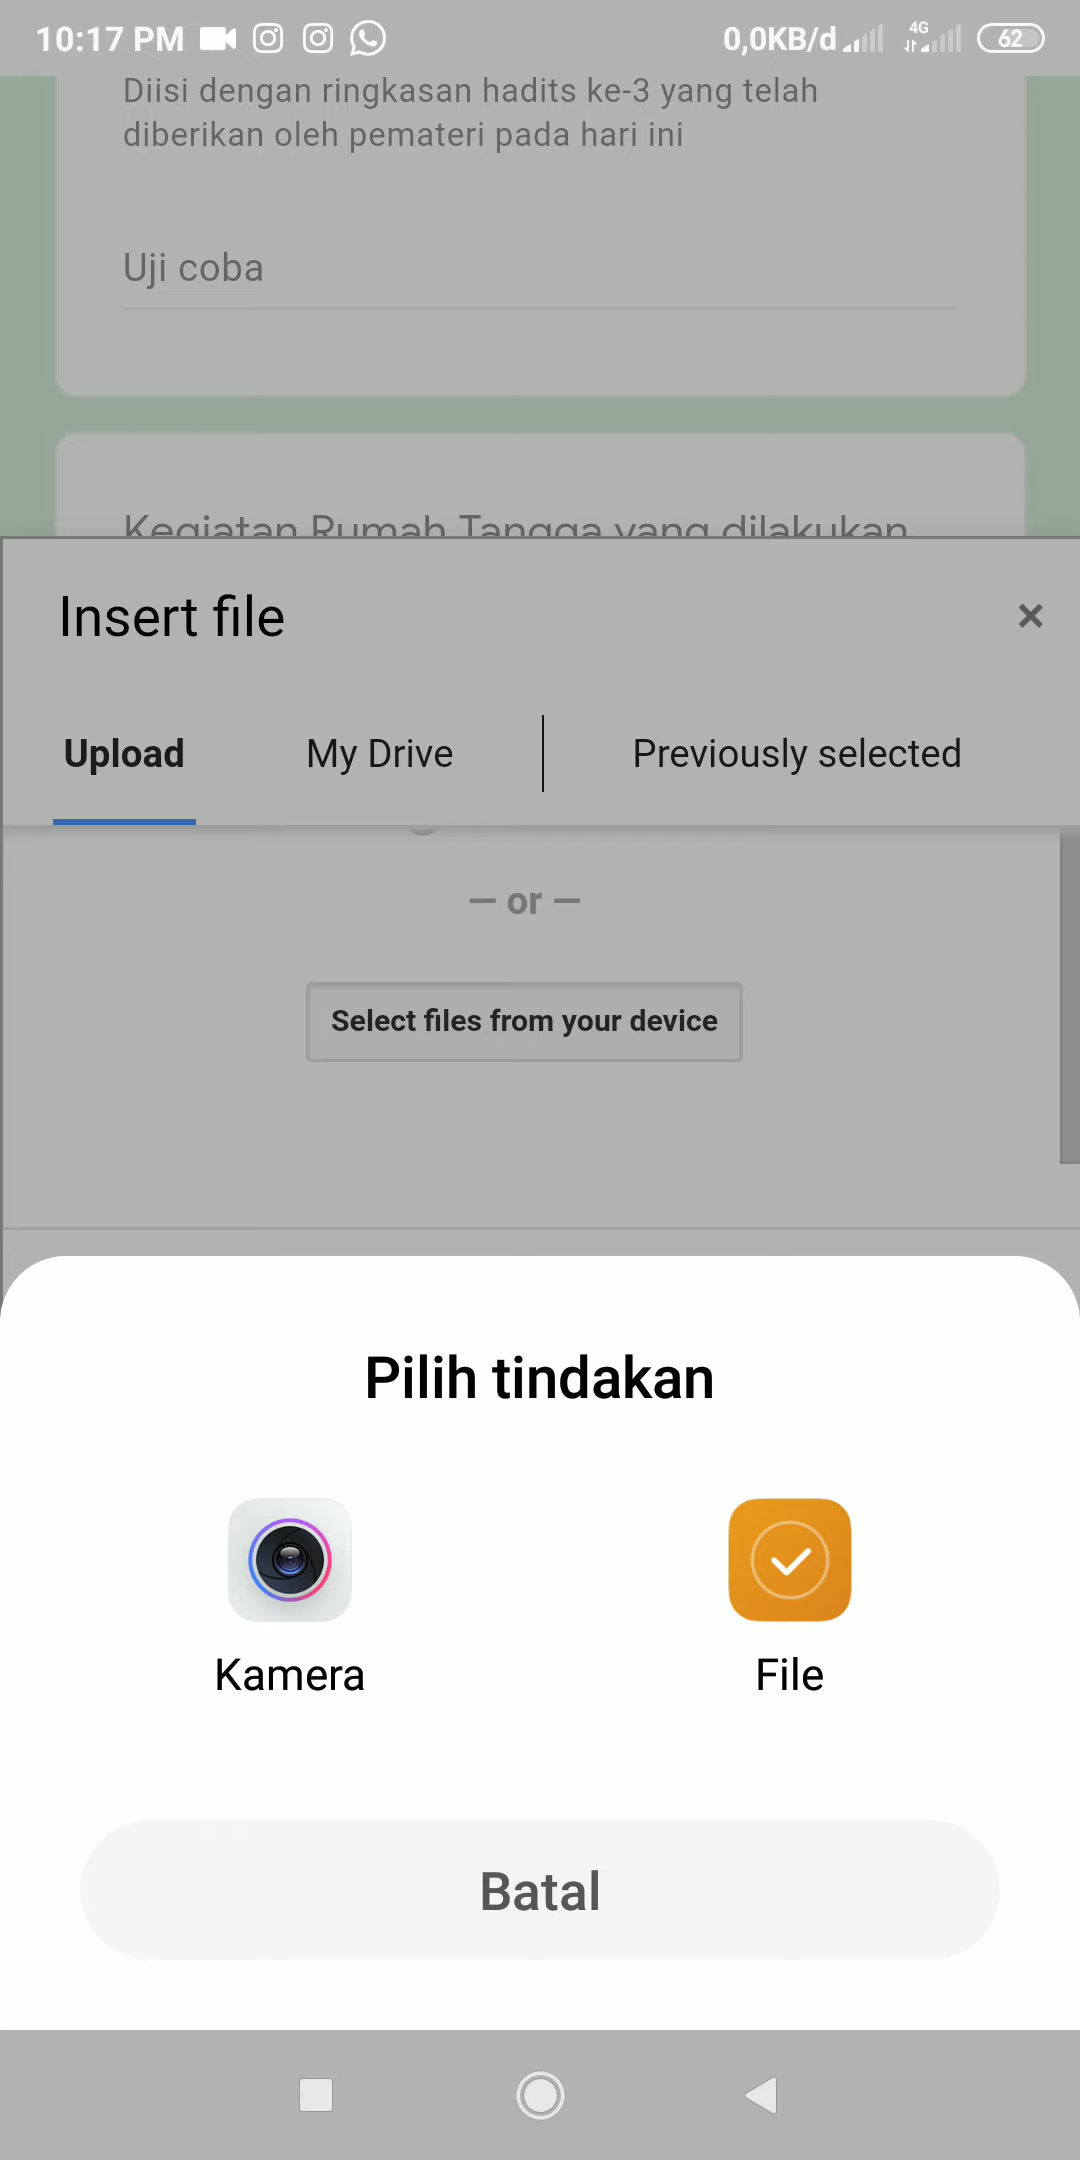 10:17 PM 0,0KB/d 4G 62
Diisi dengan ringkasan hadits ke-3 yang telah
diberikan oleh pemateri pada hari ini
Uji coba
Kegiatan Rumah Tangga yang dilakukan
Insert file
Upload My Drive Previously selected
— or —
Select files from your device
Pilih tindakan
Kamera File
Batal